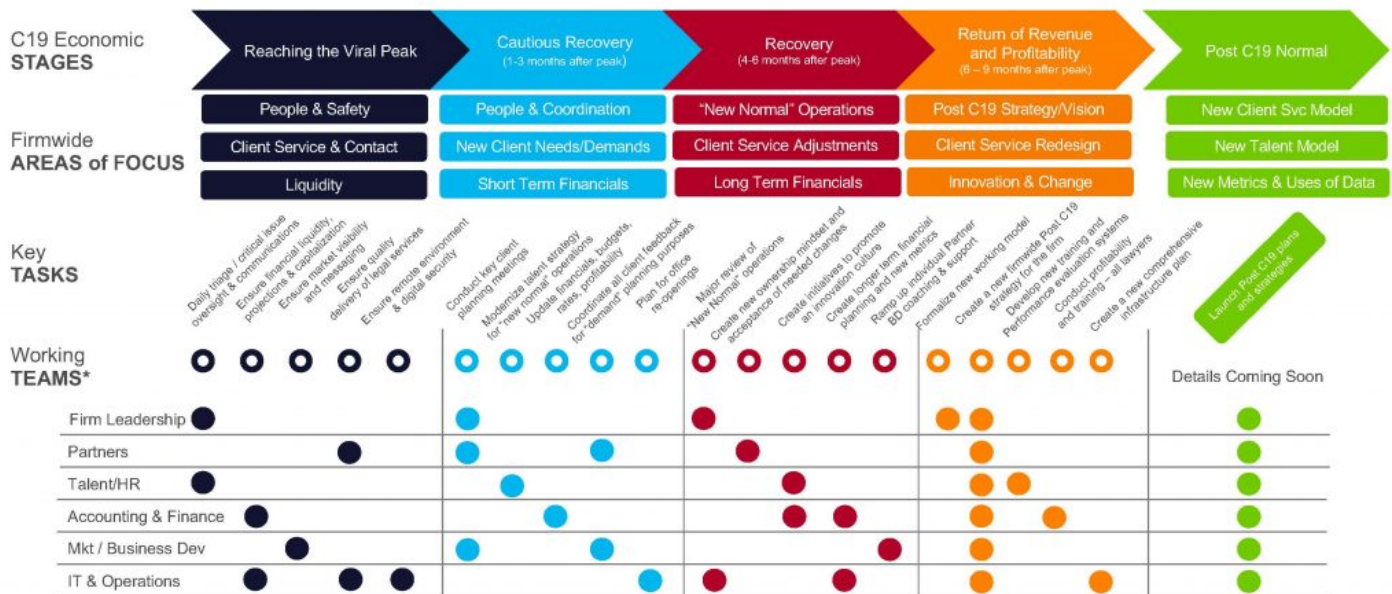 C19 Economic
STAGES
Reaching the Viral Peak
Cautious Recovery
(1-3 months after peak)
Recovery
(4-6 months after peak)
Return of Revenue
and Profitability
(6 – 9 months after peak)
Post C19 Normal
Firmwide
AREAS of FOCUS
People & Safety
People & Coordination
"New Normal" Operations
Post C19 Strategy/Vision
New Client Svc Model
Client Service & Contact
New Client Needs/Demands
Client Service Adjustments
Client Service Redesign
New Talent Model
Liquidity
Short Term Financials
Long Term Financials
Innovation & Change
New Metrics & Uses of Data
Key
TASKS
Daily triage / critical issue
oversight & communications
Ensure financial liquidity,
projections & capitalization
Ensure market visibility
and messaging
Ensure quality
delivery of legal services
Ensure remote environment
& digital security
Conduct key client
planning meetings
Modernize talent strategy
for "new normal" operations
Update financials, budgets,
rates, profitability
Coordinate all client feedback
for "demand" planning purposes
Plan for office
re-openings
Major review of
"New Normal" operations
Create new ownership mindset and
acceptance of needed changes
Create initiatives to promote
an innovation culture
Create longer term financial
planning and new metrics
Ramp up individual Partner
BD coaching & support
Formalize new working model
Create a new firmwide Post C19
strategy for the firm
Develop new training and
Performance evaluation systems
Conduct profitability
and training – all lawyers
Create a new comprehensive
infrastructure plan
Launch Post C19 plans
and strategies
Working
TEAMS*
Details Coming Soon
Firm Leadership
Partners
Talent/HR
Accounting & Finance
Mkt / Business Dev
IT & Operations